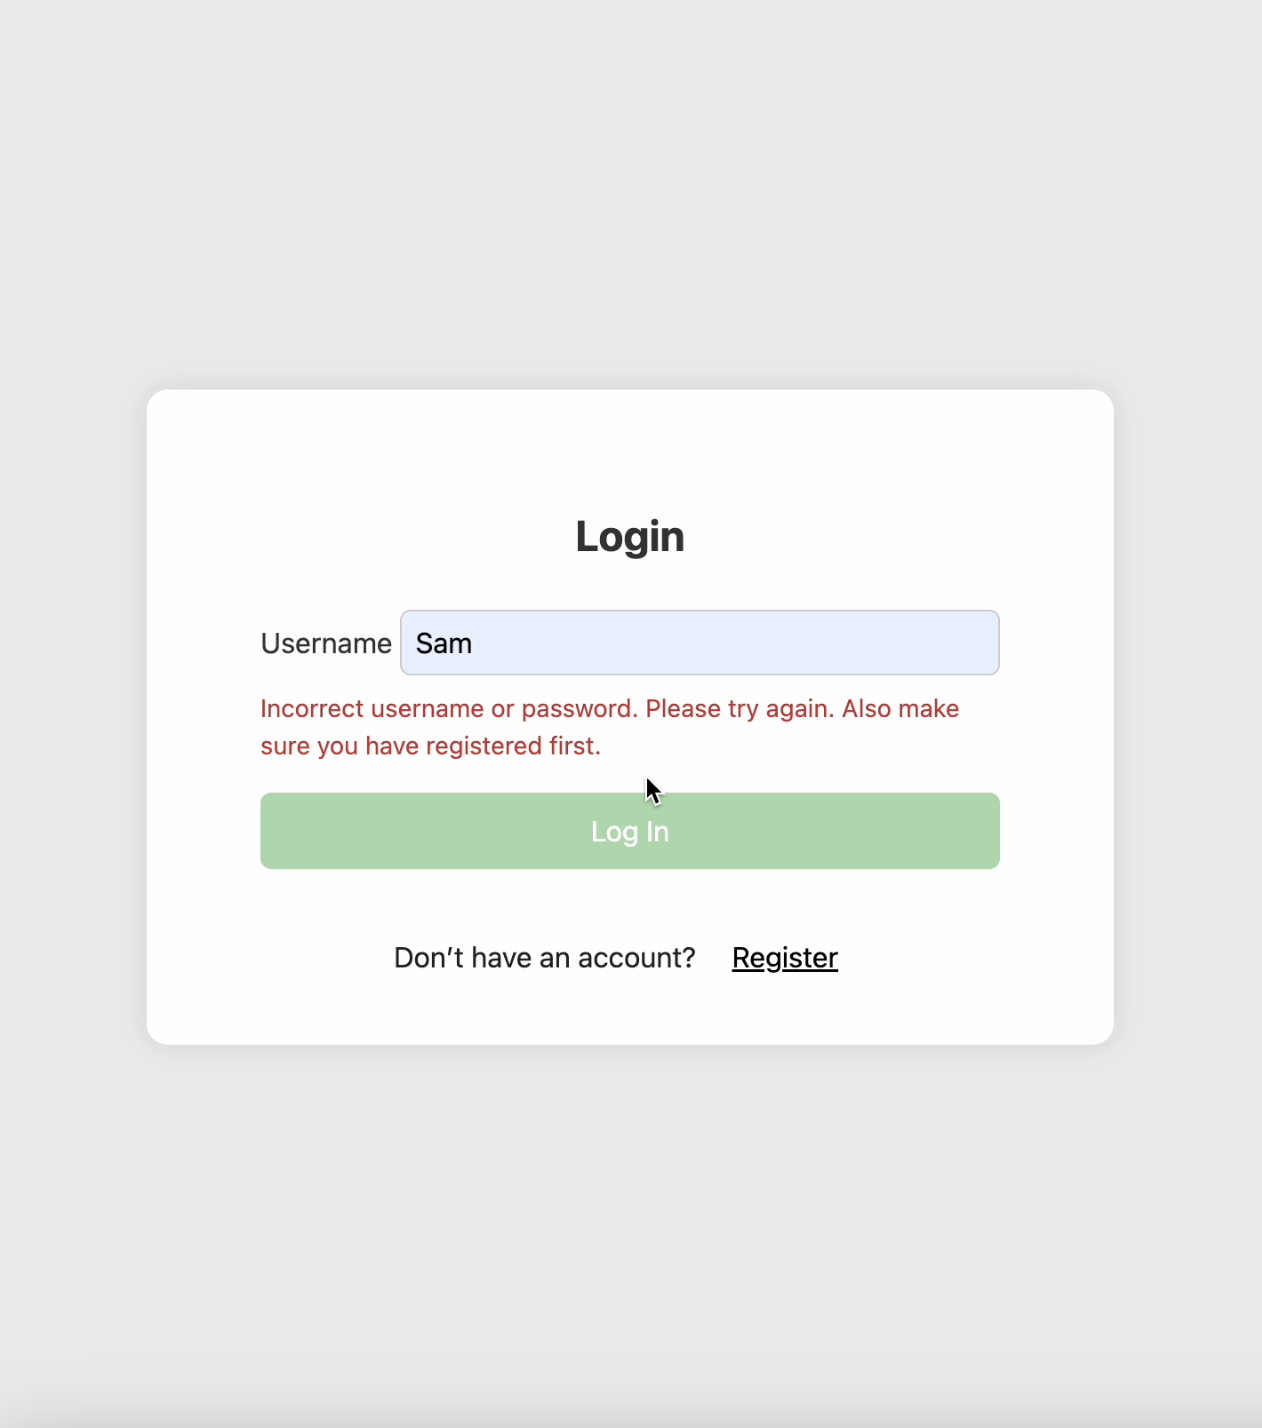 Login
Username Sam
Incorrect username or password. Please try again. Also make
sure you have registered first.
Log In
Don't have an account? Register